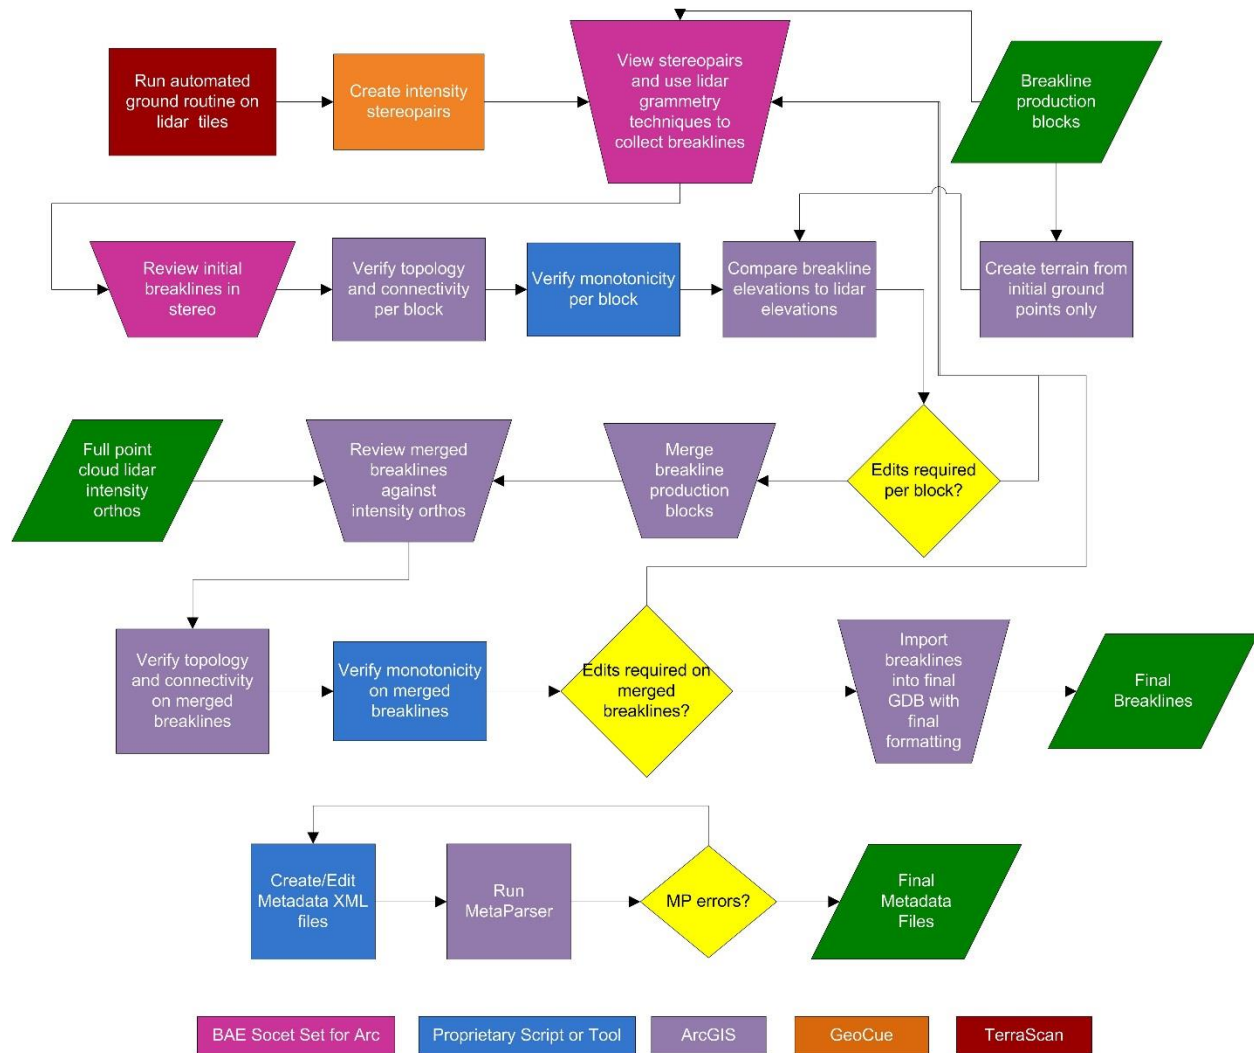 Run automated
ground routine on
lidar tiles
Create intensity
stereopairs
View stereopairs
and use lidar
grammetry
techniques to
collect breaklines
Breakline
production
blocks
Review initial
breaklines in
stereo
Verify topology
and connectivity
per block
Verify monotonicity
per block
Compare breakline
elevations to lidar
elevations
Create terrain from
initial ground
points only
Full point
cloud lidar
intensity
orthos
Review merged
breaklines
against
intensity orthos
Merge
breakline
production
blocks
Edits required
per block?
Verify topology
and connectivity
on merged
breaklines
Verify monotonicity
on merged
breaklines
Edits required on
merged
breaklines?
Import
breaklines
into final
GDB with
final
formatting
Final
Breaklines
Create/Edit
Metadata XML
files
Run
MetaParser
MP errors?
Final
Metadata
Files
BAE Socet Set for Arc
Proprietary Script or Tool
ArcGIS
GeoCue
TerraScan